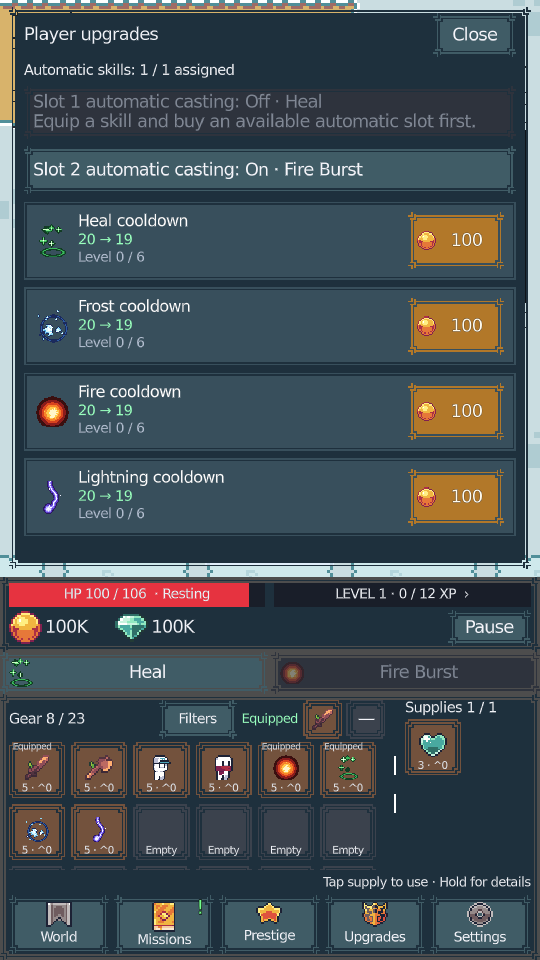 Player upgrades
Close
Automatic skills: 1 / 1 assigned
Slot 1 automatic casting: Off · Heal
Equip a skill and buy an available automatic slot first.
Slot 2 automatic casting: On · Fire Burst
Heal cooldown
20 → 19
Level 0 / 6
100
Frost cooldown
20 → 19
Level 0 / 6
100
Fire cooldown
20 → 19
Level 0 / 6
100
Lightning cooldown
20 → 19
Level 0 / 6
100
HP 100 / 106 · Resting
LEVEL 1 · 0 / 12 XP ›
100K
100K
Pause
Heal
Fire Burst
Gear 8 / 23
Filters
Equipped
—
Supplies 1 / 1
Equipped
5 · ^0
5 · ^0
5 · ^0
5 · ^0
Equipped
5 · ^0
Equipped
5 · ^0
3 · ^0
5 · ^0
5 · ^0
Empty
Empty
Empty
Empty
Tap supply to use · Hold for details
World
Missions
!
Prestige
Upgrades
Settings